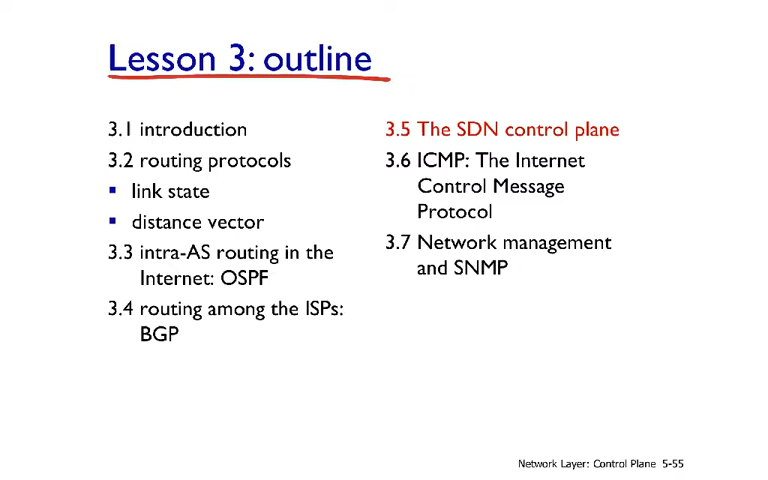 Lesson 3: outline
3.1 introduction
3.2 routing protocols
▪ link state
▪ distance vector
3.3 intra-AS routing in the
Internet: OSPF
3.4 routing among the ISPs:
BGP
3.5 The SDN control plane
3.6 ICMP: The Internet
Control Message
Protocol
3.7 Network management
and SNMP
Network Layer: Control Plane 5-55